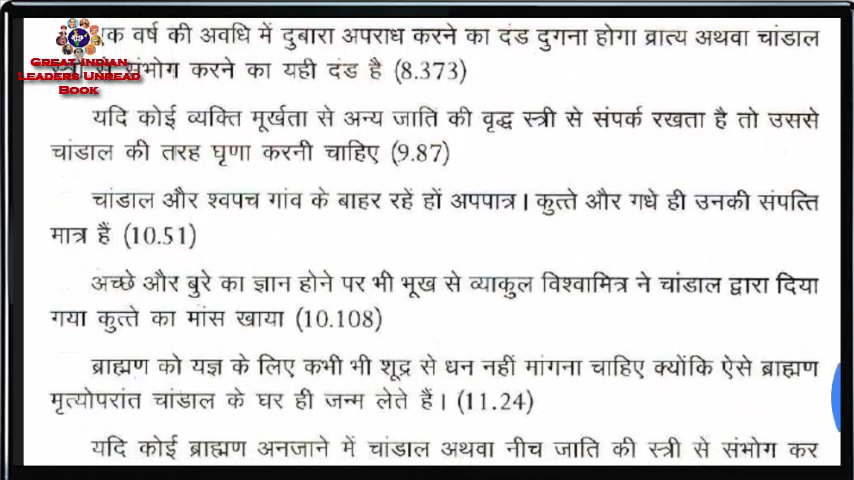 क वर्ष की अवधि में दुबारा अपराध करने का दंड दुगना होगा व्रात्य अथवा चांडाल
स्त्री से संभोग करने का यही दंड है (8.373)
Great Indian
Leaders Unread
Book
यदि कोई व्यक्ति मूर्खता से अन्य जाति की वृद्ध स्त्री से संपर्क रखता है तो उससे
चांडाल की तरह घृणा करनी चाहिए (9.87)
चांडाल और श्वपच गांव के बाहर रहें हों अपपात्र। कुत्ते और गधे ही उनकी संपत्ति
मात्र हैं (10.51)
अच्छे और बुरे का ज्ञान होने पर भी भूख से व्याकुल विश्वामित्र ने चांडाल द्वारा दिया
गया कुत्ते का मांस खाया (10.108)
ब्राह्मण को यज्ञ के लिए कभी भी शूद्र से धन नहीं मांगना चाहिए क्योंकि ऐसे ब्राह्मण
मृत्योपरांत चांडाल के घर ही जन्म लेते हैं। (11.24)
यदि कोई ब्राह्मण अनजाने में चांडाल अथवा नीच जाति की स्त्री से संभोग कर